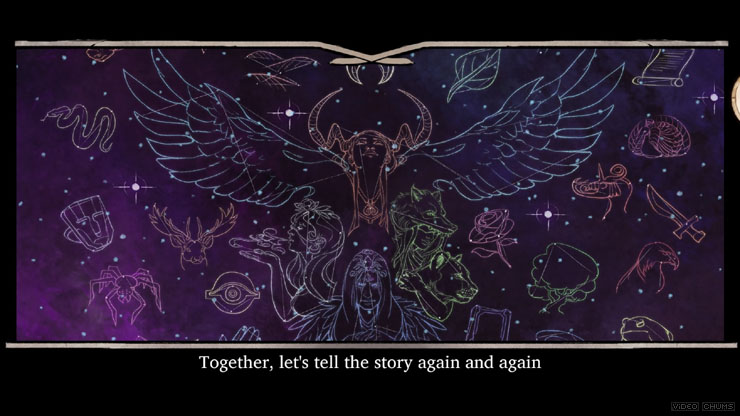 Together, let's tell the story again and again
VIDEO CHUMS